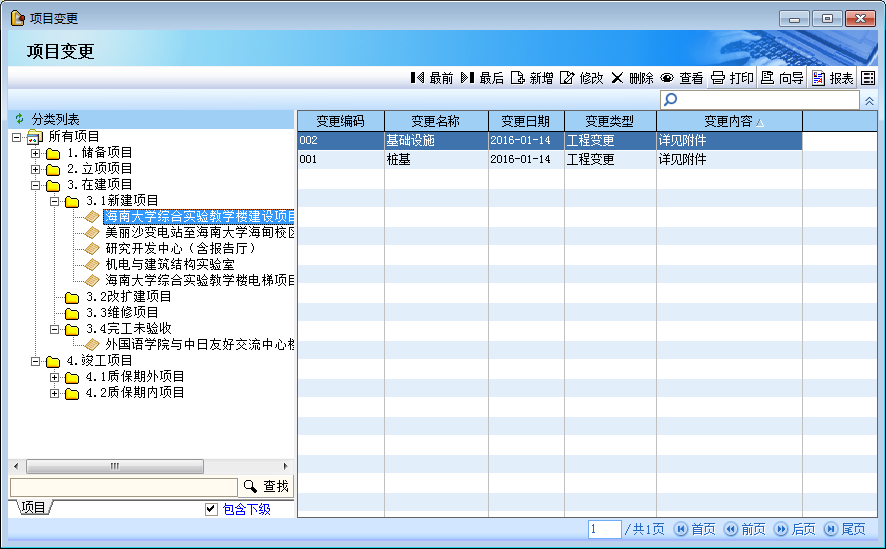 项目变更
项目变更
最前 最后 新增 修改 删除 查看 打印 向导 报表
分类列表
所有项目
1.储备项目
2.立项项目
3.在建项目
3.1新建项目
海南大学综合实验教学楼建设项目
美丽沙变电站至海南大学海甸校区
研究开发中心（含报告厅）
机电与建筑结构实验室
海南大学综合实验教学楼电梯项目
3.2改扩建项目
3.3维修项目
3.4完工未验收
外国语学院与中日友好交流中心
4.竣工项目
4.1质保期外项目
4.2质保期内项目
查找
项目 包含下级
变更编码 变更名称 变更日期 变更类型 变更内容
002 基础设施 2016-01-14 工程变更 详见附件
001 桩基 2016-01-14 工程变更 详见附件
1 /共1页 首页 前页 后页 尾页